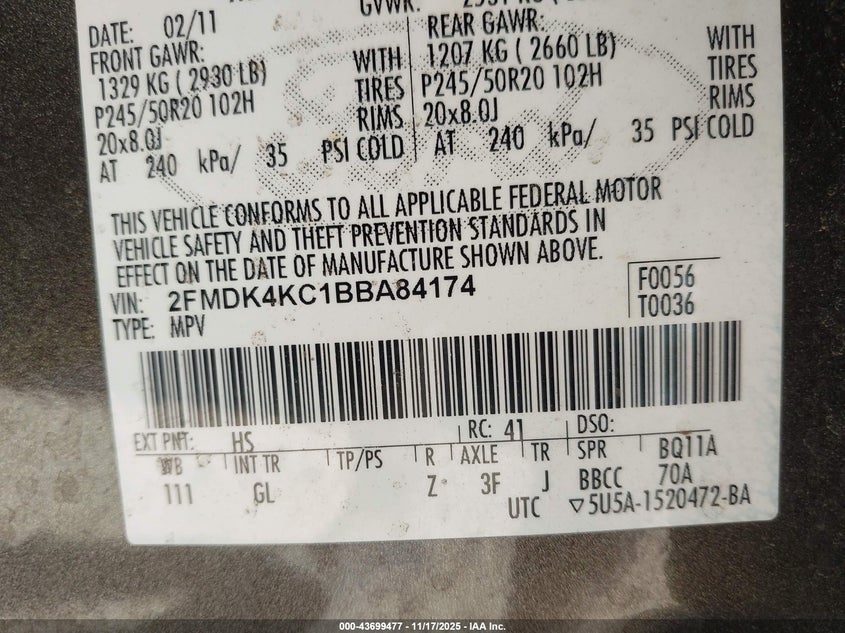 GVWR:
DATE: 02/11
FRONT GAWR:
1329 KG ( 2930 LB)
P245/50R20 102H
20x8.0J
AT 240 kPa/ 35 PSI COLD
WITH
TIRES
RIMS
REAR GAWR:
1207 KG ( 2660 LB)
P245/50R20 102H
20x8.0J
AT 240 kPa/ 35 PSI COLD
WITH
TIRES
RIMS
THIS VEHICLE CONFORMS TO ALL APPLICABLE FEDERAL MOTOR
VEHICLE SAFETY AND THEFT PREVENTION STANDARDS IN
EFFECT ON THE DATE OF MANUFACTURE SHOWN ABOVE.
VIN: 2FMDK4KC1BBA84174
TYPE: MPV
F0056
T0036
EXT PNT: HS RC: 41 DSO:
WB INT TR TP/PS R AXLE TR SPR BQ11A
111 GL Z 3F J BBCC 70A
UTC ▽5U5A-1520472-BA
000-43699477 - 11/17/2025 - IAA Inc.